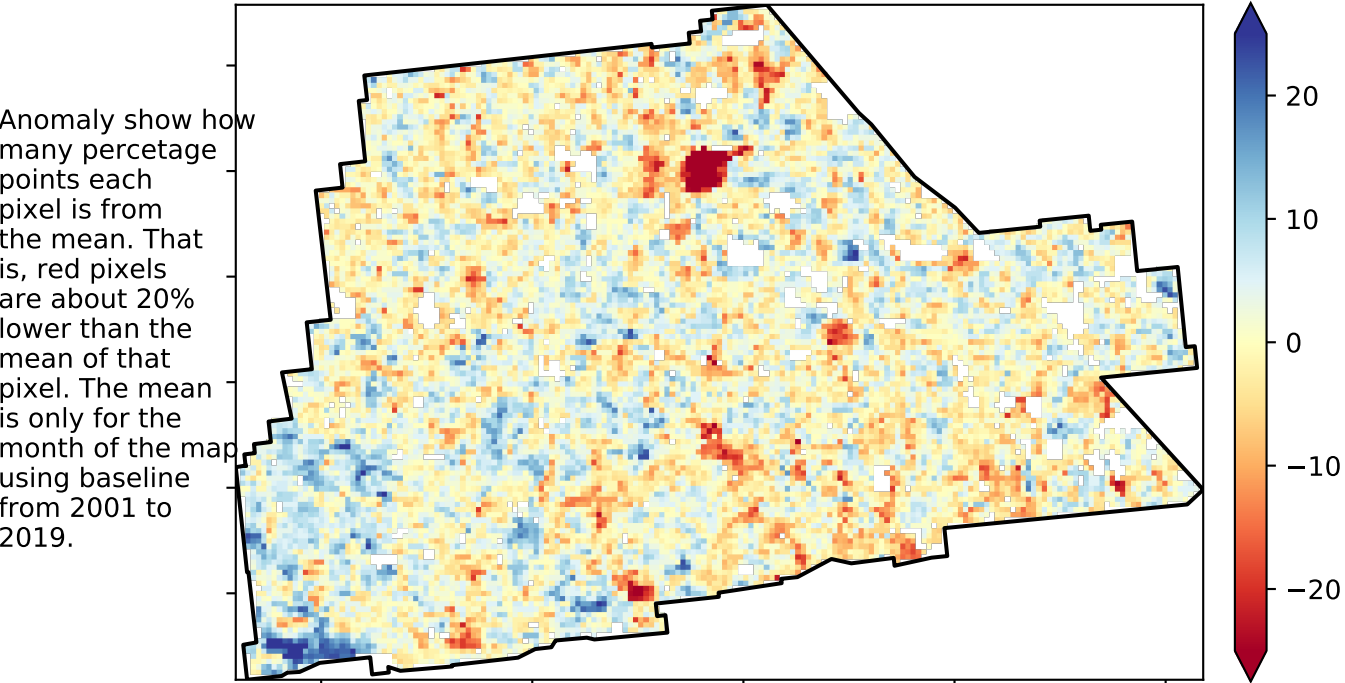 Anomaly show how
many percetage
points each
pixel is from
the mean. That
is, red pixels
are about 20%
lower than the
mean of that
pixel. The mean
is only for the
month of the map
using baseline
from 2001 to
2019.
20
10
0
−10
−20